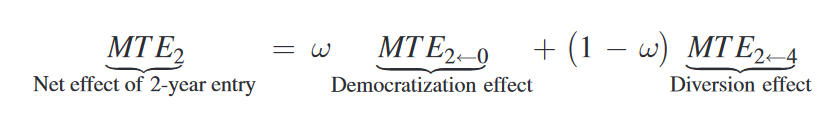 MTE₂ = ω MTE₂←₀ + (1 − ω) MTE₂←₄
Net effect of 2-year entry Democratization effect Diversion effect